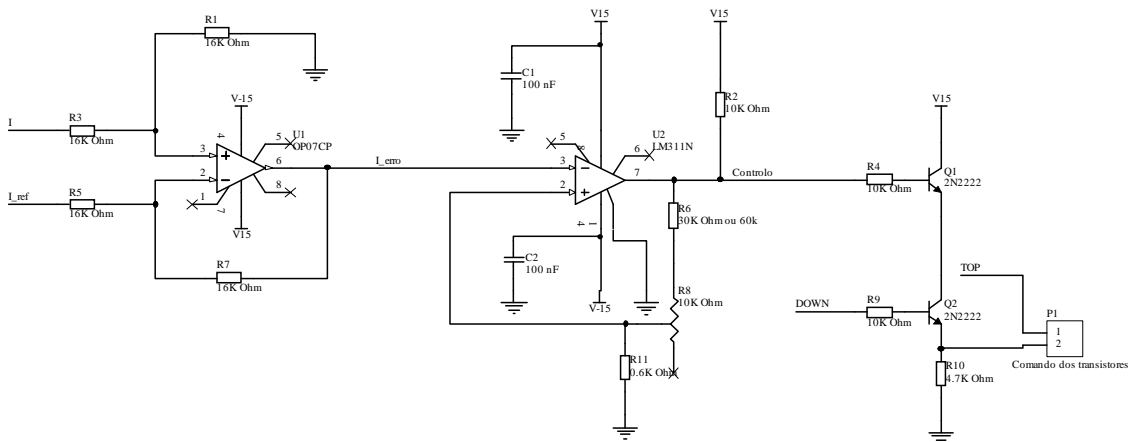 R1
16K Ohm
I
R3
16K Ohm
I_ref
R5
16K Ohm
V-15
4
3
2
1
7
5
6
8
U1
OP07CP
V15
R7
16K Ohm
I_erro
V15
C1
100 nF
5
8
3
2
6
7
1
4
U2
LM311N
C2
100 nF
V-15
V15
R2
10K Ohm
Controlo
R6
30K Ohm ou 60k
R8
10K Ohm
R11
0.6K Ohm
V15
R4
10K Ohm
Q1
2N2222
TOP
DOWN
R9
10K Ohm
Q2
2N2222
P1
1
2
Comando dos transistores
R10
4.7K Ohm